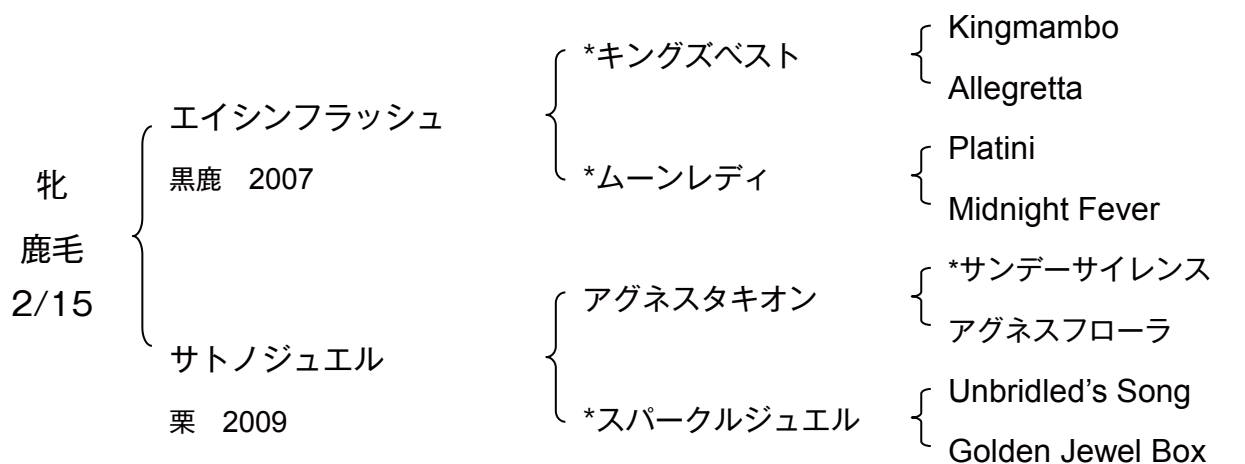 牝
鹿毛
2/15
エイシンフラッシュ
黒鹿　2007
サトノジュエル
栗　2009
*キングズベスト
*ムーンレディ
アグネスタキオン
*スパークルジュエル
Kingmambo
Allegretta
Platini
Midnight Fever
*サンデーサイレンス
アグネスフローラ
Unbridled’s Song
Golden Jewel Box